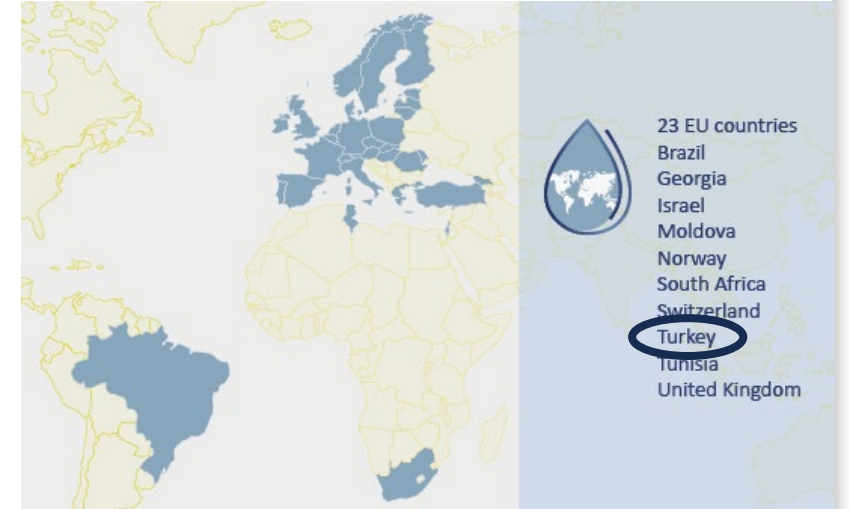 23 EU countries
Brazil
Georgia
Israel
Moldova
Norway
South Africa
Switzerland
Turkey
Tunisia
United Kingdom